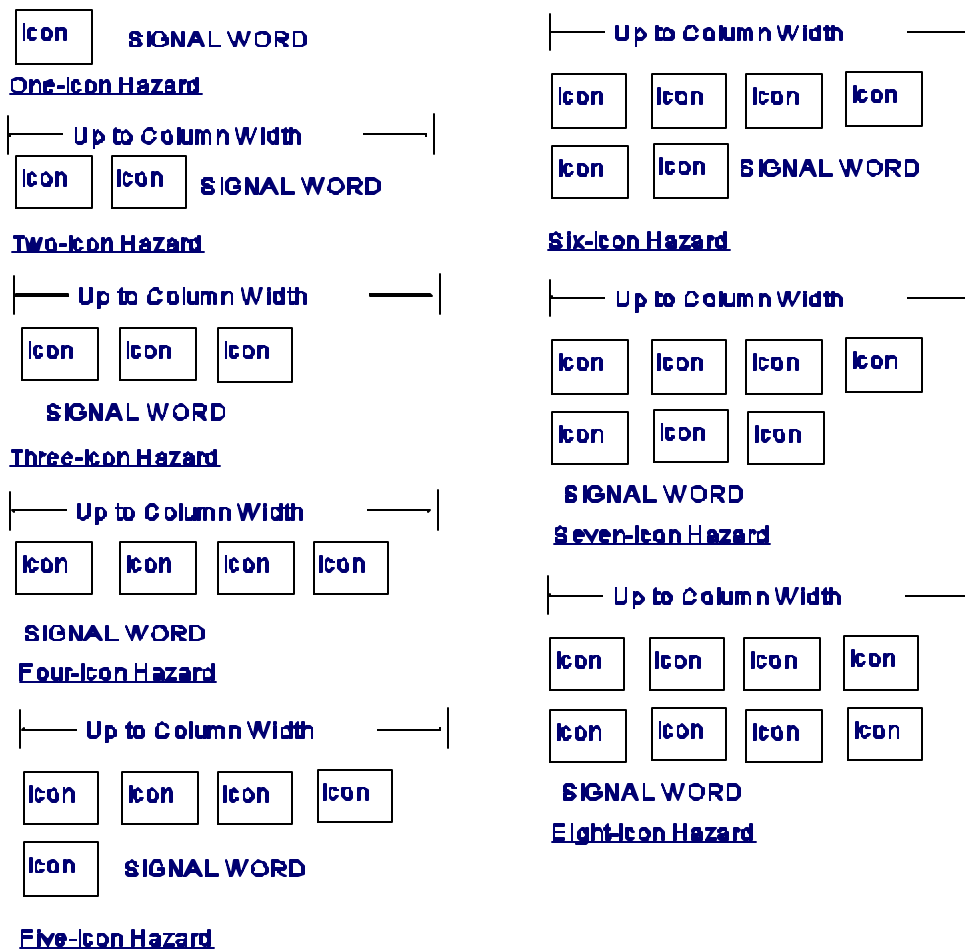 Icon SIGNAL WORD
One-Icon Hazard
Up to Column Width
Icon Icon SIGNAL WORD
Two-Icon Hazard
Up to Column Width
Icon Icon Icon
SIGNAL WORD
Three-Icon Hazard
Up to Column Width
Icon Icon Icon Icon
SIGNAL WORD
Four-Icon Hazard
Up to Column Width
Icon Icon Icon Icon
Icon SIGNAL WORD
Five-Icon Hazard
Up to Column Width
Icon Icon Icon Icon
Icon Icon SIGNAL WORD
Six-Icon Hazard
Up to Column Width
Icon Icon Icon Icon
Icon Icon Icon
SIGNAL WORD
Seven-Icon Hazard
Up to Column Width
Icon Icon Icon Icon
Icon Icon Icon Icon
SIGNAL WORD
Eight-Icon Hazard